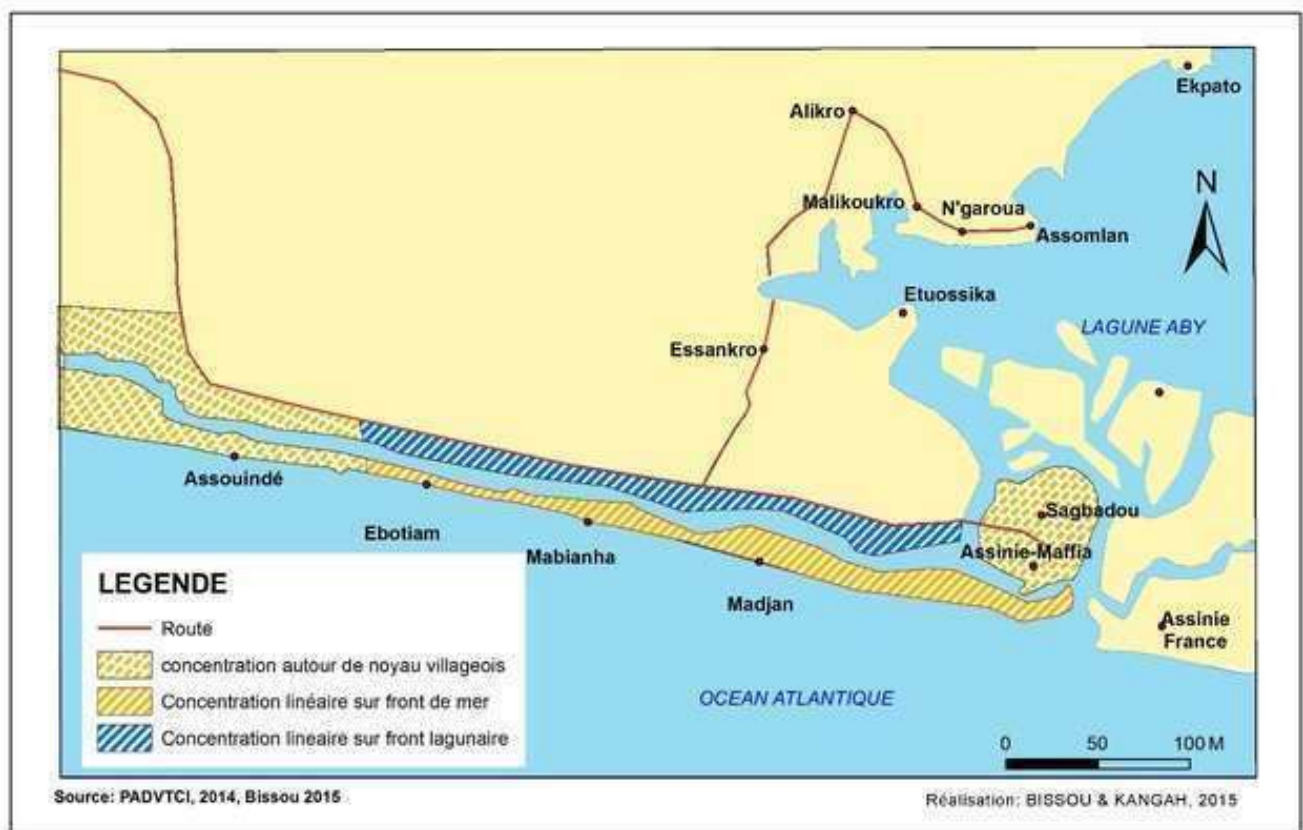 Ekpato
Alikro
N
Malikoukro
N'garoua
Assomlan
Etuossika
LAGUNE ABY
Essankro
Assouindé
Sagbadou
Ebotiam
Assinie-Maffia
Mabianha
Madjan
Assinie
France
LEGENDE
Route
concentration autour de noyau villageois
Concentration linéaire sur front de mer
Concentration lineaire sur front lagunaire
OCEAN ATLANTIQUE
0 50 100 M
Source: PADVTCI, 2014, Bissou 2015
Réalisation: BISSOU & KANGAH, 2015